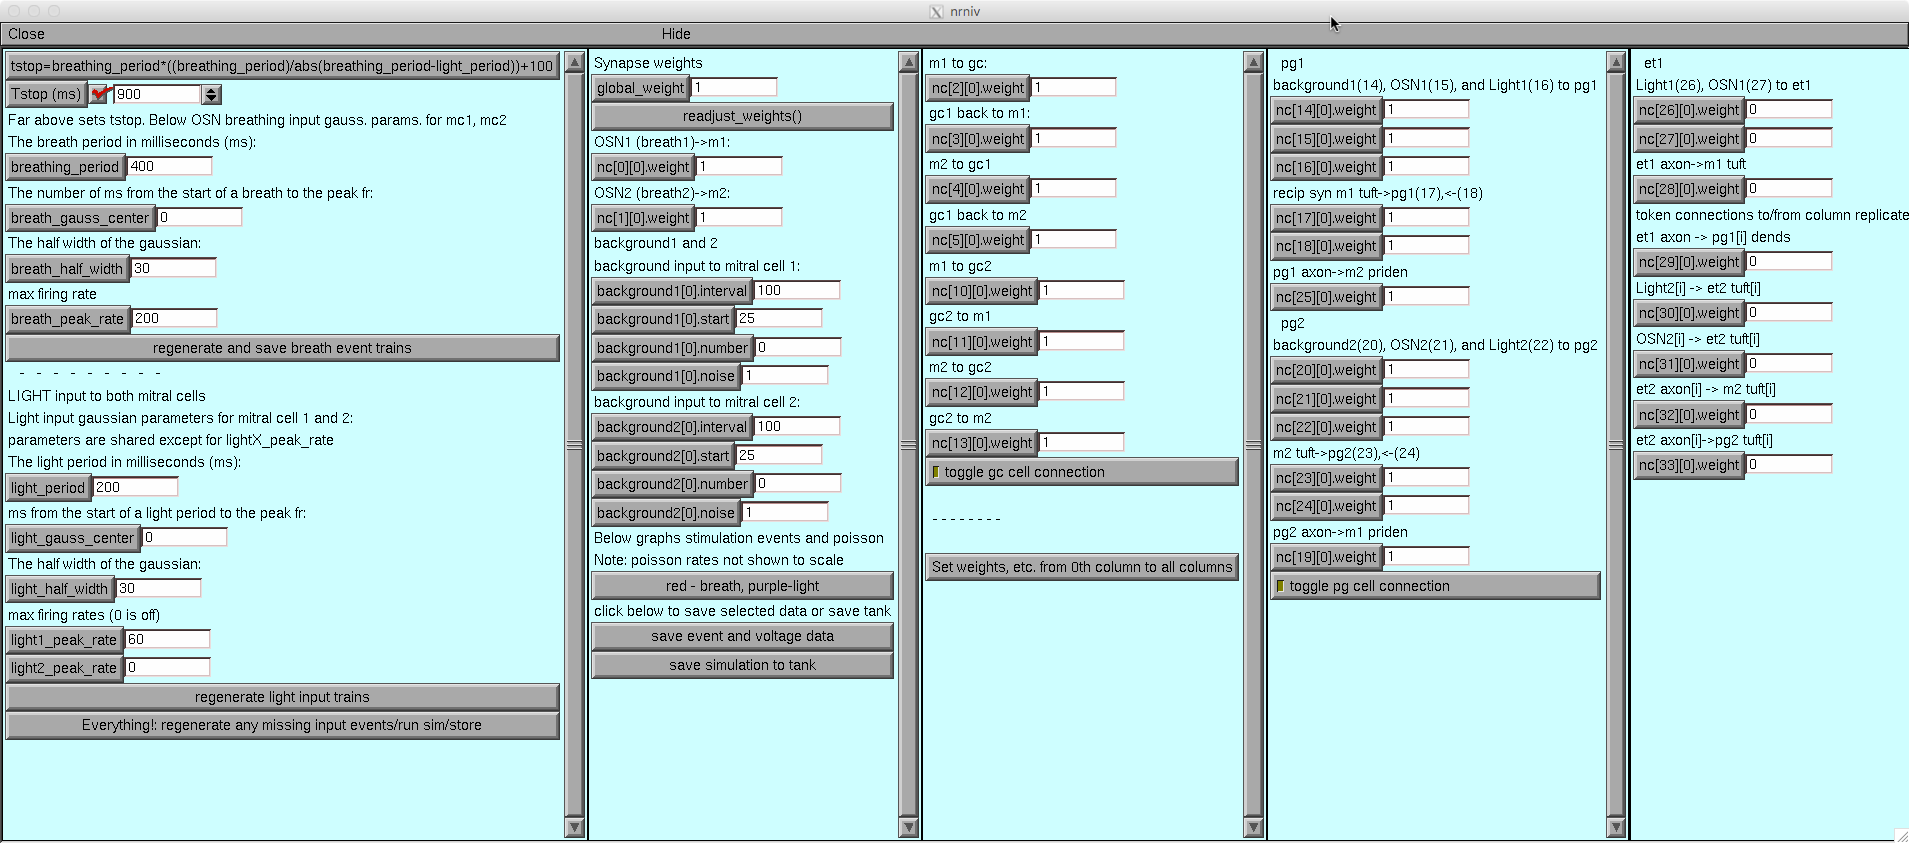 nrniv
Close
Hide
tstop=breathing_period*((breathing_period)/abs(breathing_period-light_period))+100
Tstop (ms) 900
Far above sets tstop. Below OSN breathing input gauss. params. for mc1, mc2
The breath period in milliseconds (ms):
breathing_period 400
The number of ms from the start of a breath to the peak fr:
breath_gauss_center 0
The half width of the gaussian:
breath_half_width 30
max firing rate
breath_peak_rate 200
regenerate and save breath event trains
- - - - - - - - -
LIGHT input to both mitral cells
Light input gaussian parameters for mitral cell 1 and 2:
parameters are shared except for lightX_peak_rate
The light period in milliseconds (ms):
light_period 200
ms from the start of a light period to the peak fr:
light_gauss_center 0
The half width of the gaussian:
light_half_width 30
max firing rates (0 is off)
light1_peak_rate 60
light2_peak_rate 0
regenerate light input trains
Everything!: regenerate any missing input events/run sim/store
Synapse weights
global_weight 1
readjust_weights()
OSN1 (breath1)->m1:
nc[0][0].weight 1
OSN2 (breath2)->m2:
nc[1][0].weight 1
background1 and 2
background input to mitral cell 1:
background1[0].interval 100
background1[0].start 25
background1[0].number 0
background1[0].noise 1
background input to mitral cell 2:
background2[0].interval 100
background2[0].start 25
background2[0].number 0
background2[0].noise 1
Below graphs stimulation events and poisson
Note: poisson rates not shown to scale
red - breath, purple-light
click below to save selected data or save tank
save event and voltage data
save simulation to tank
m1 to gc:
nc[2][0].weight 1
gc1 back to m1:
nc[3][0].weight 1
m2 to gc1
nc[4][0].weight 1
gc1 back to m2
nc[5][0].weight 1
m1 to gc2
nc[10][0].weight 1
gc2 to m1
nc[11][0].weight 1
m2 to gc2
nc[12][0].weight 1
gc2 to m2
nc[13][0].weight 1
toggle gc cell connection
- - - - - - - -
Set weights, etc. from 0th column to all columns
pg1
background1(14), OSN1(15), and Light1(16) to pg1
nc[14][0].weight 1
nc[15][0].weight 1
nc[16][0].weight 1
recip syn m1 tuft->pg1(17),<-(18)
nc[17][0].weight 1
nc[18][0].weight 1
pg1 axon->m2 priden
nc[25][0].weight 1
pg2
background2(20), OSN2(21), and Light2(22) to pg2
nc[20][0].weight 1
nc[21][0].weight 1
nc[22][0].weight 1
m2 tuft->pg2(23),<-(24)
nc[23][0].weight 1
nc[24][0].weight 1
pg2 axon->m1 priden
nc[19][0].weight 1
toggle pg cell connection
et1
Light1(26), OSN1(27) to et1
nc[26][0].weight 0
nc[27][0].weight 0
et1 axon->m1 tuft
nc[28][0].weight 0
token connections to/from column replicate
et1 axon -> pg1[i] dends
nc[29][0].weight 0
Light2[i] -> et2 tuft[i]
nc[30][0].weight 0
OSN2[i] -> et2 tuft[i]
nc[31][0].weight 0
et2 axon[i] -> m2 tuft[i]
nc[32][0].weight 0
et2 axon[i]->pg2 tuft[i]
nc[33][0].weight 0